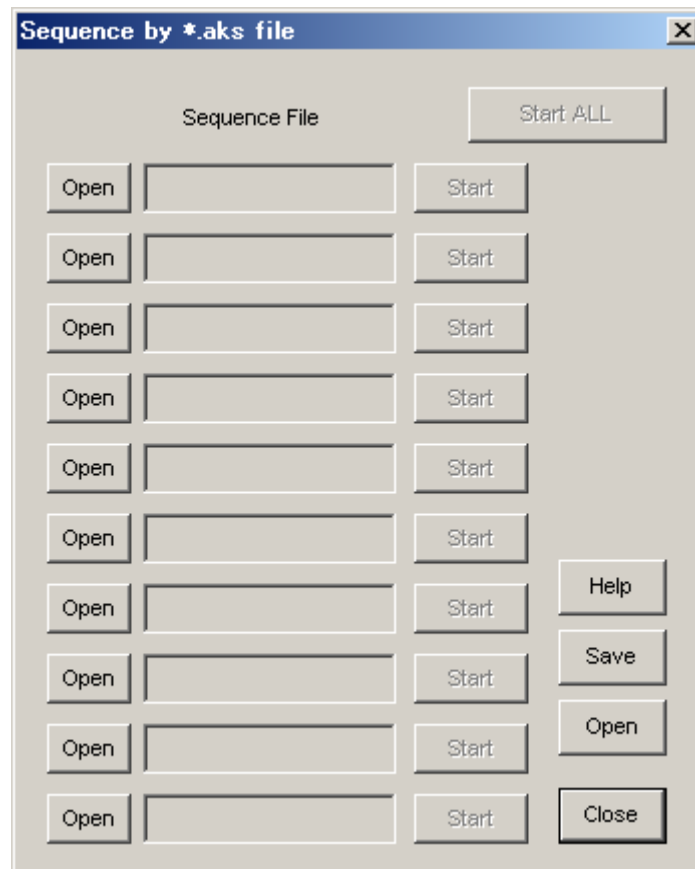 Sequence by *.aks file
Sequence File Start ALL
Open Start
Open Start
Open Start
Open Start
Open Start
Open Start
Help
Open Start
Save
Open Start
Open
Open Start
Close
Open Start